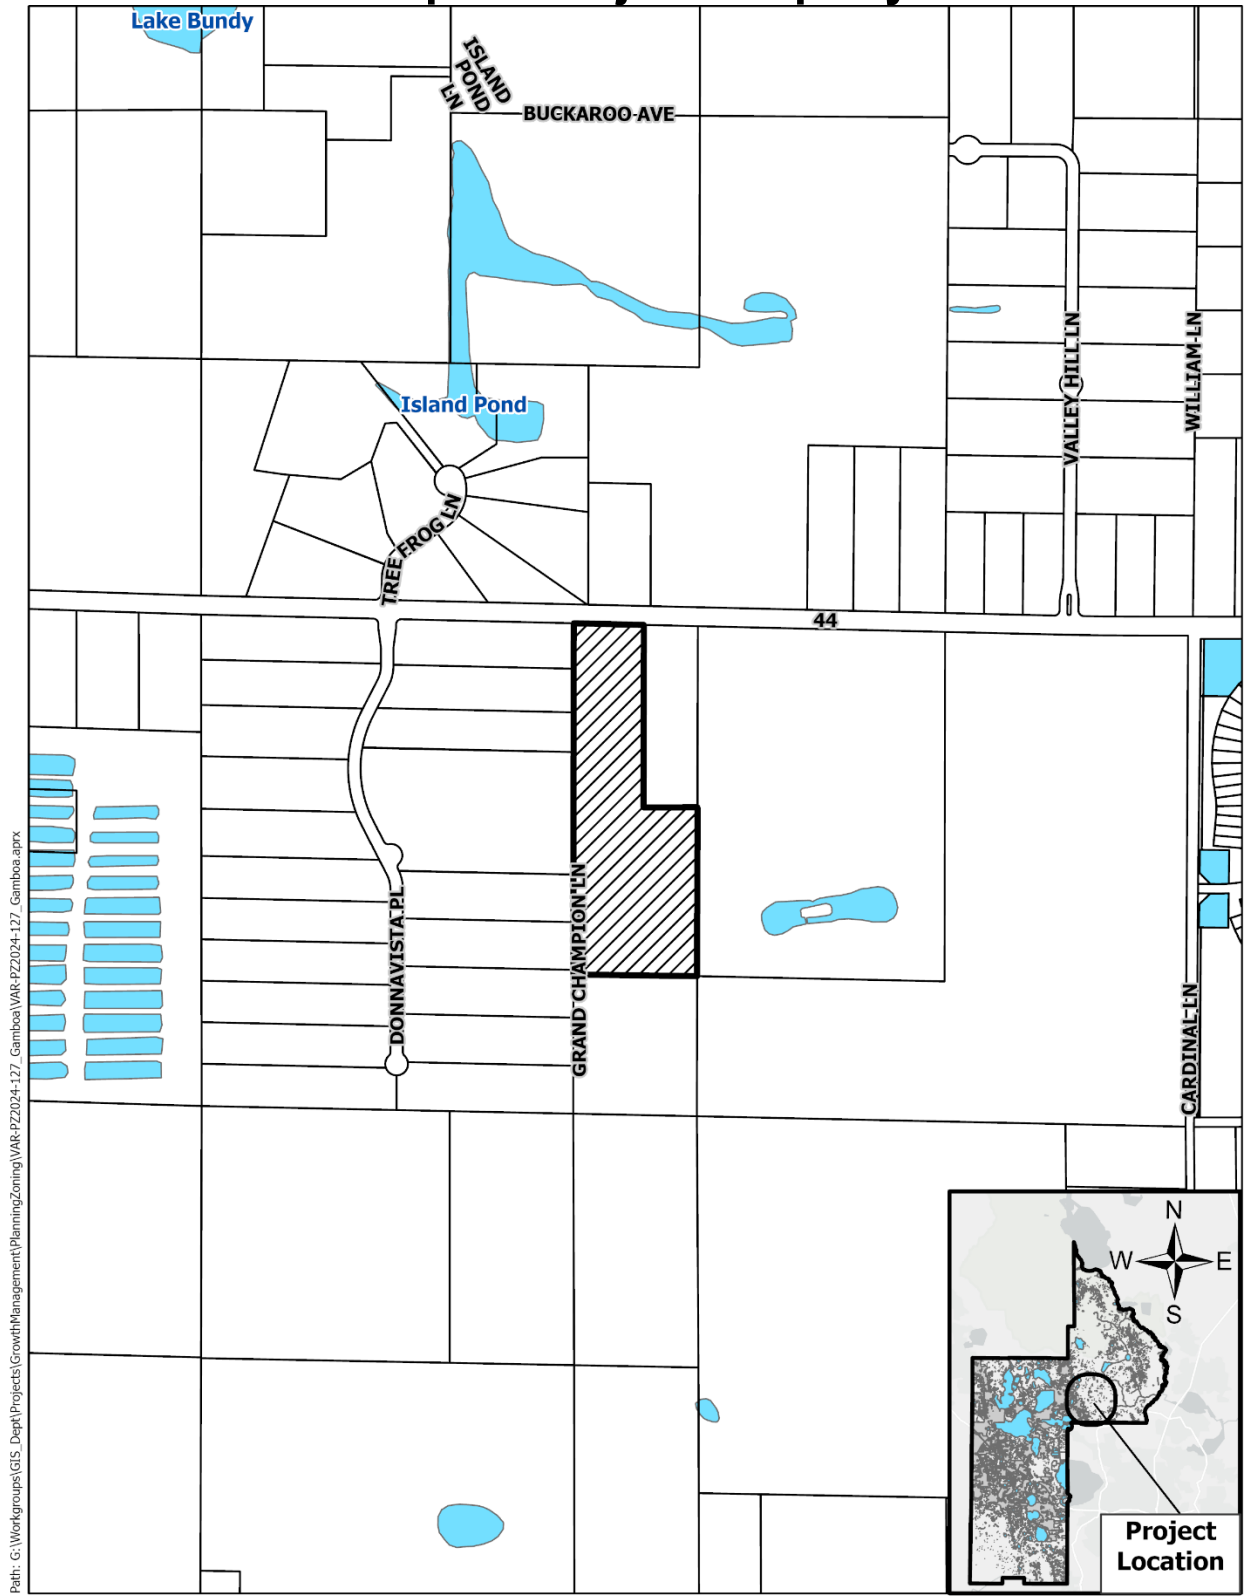 Lake Bundy
ISLAND
POND
LN
BUCKAROO AVE
VALLEY HILL LN
WILLIAM LN
Island Pond
TREE FROG LN
44
GRAND CHAMPION LN
DONNAVISTA PL
CARDINAL LN
Path: G:\Workgroups\GIS_Dept\Projects\GrowthManagement\PlanningZoning\VAR-PZ2024-127_Gamboa\VAR-PZ2024-127_Gamboa.aprx
N
W
E
S
Project
Location